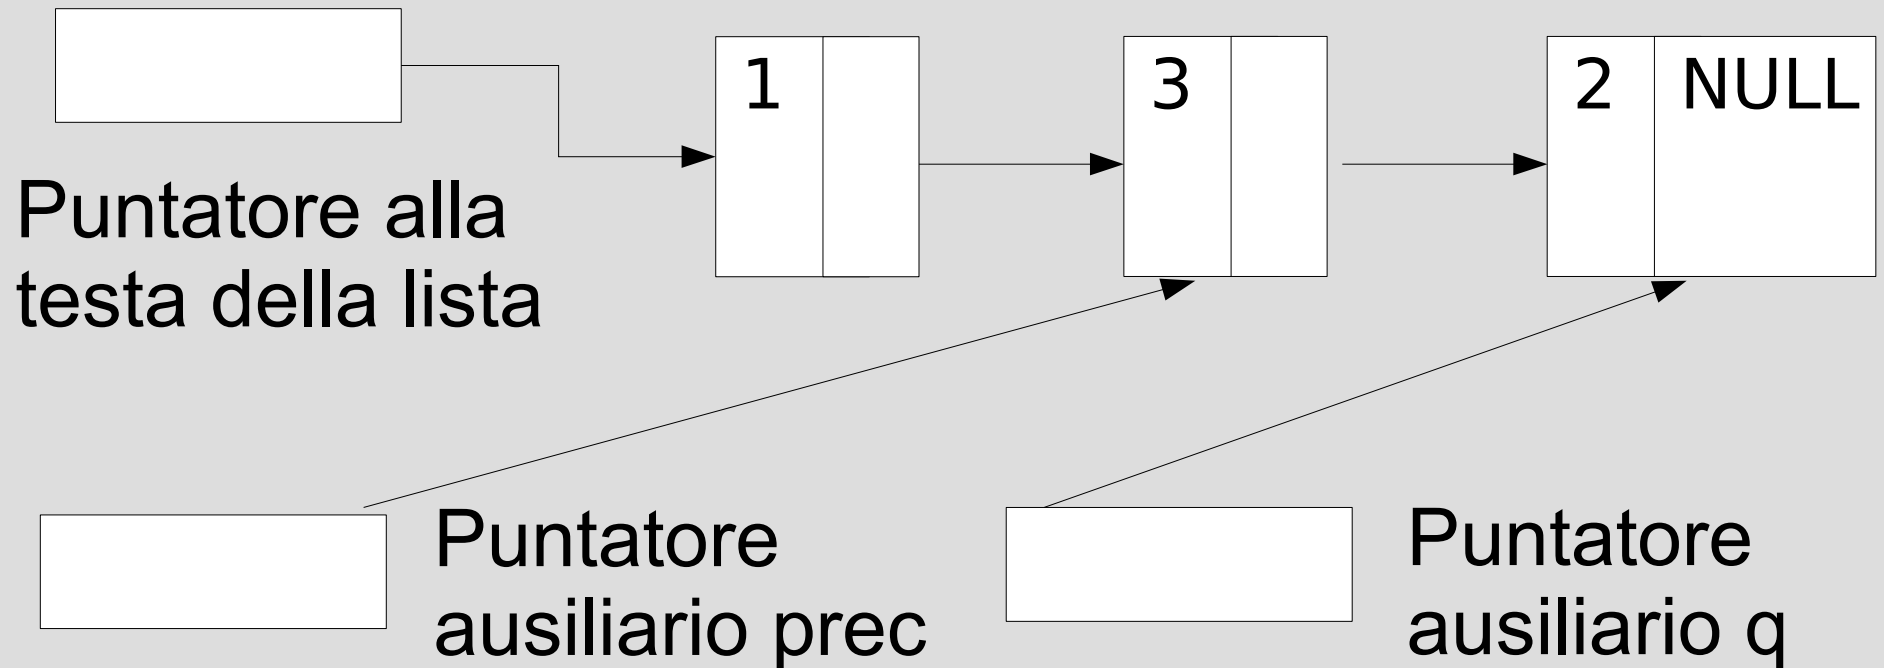 1
3
2 NULL
Puntatore alla
testa della lista
Puntatore
ausiliario prec
Puntatore
ausiliario q